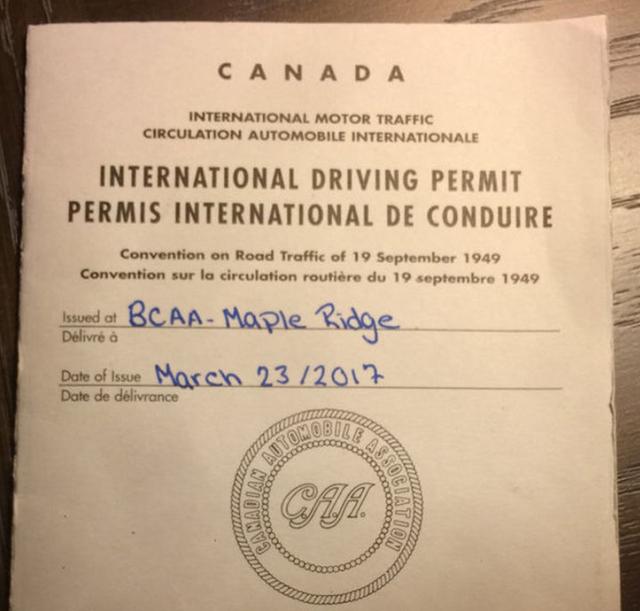 CANADA
INTERNATIONAL MOTOR TRAFFIC
CIRCULATION AUTOMOBILE INTERNATIONALE
INTERNATIONAL DRIVING PERMIT
PERMIS INTERNATIONAL DE CONDUIRE
Convention on Road Traffic of 19 September 1949
Convention sur la circulation routière du 19 septembre 1949
Issued at BCAA - Maple Ridge
Délivré à
Date of Issue March 23/2017
Date de délivrance
CANADIAN AUTOMOBILE ASSOCIATION
CAA.